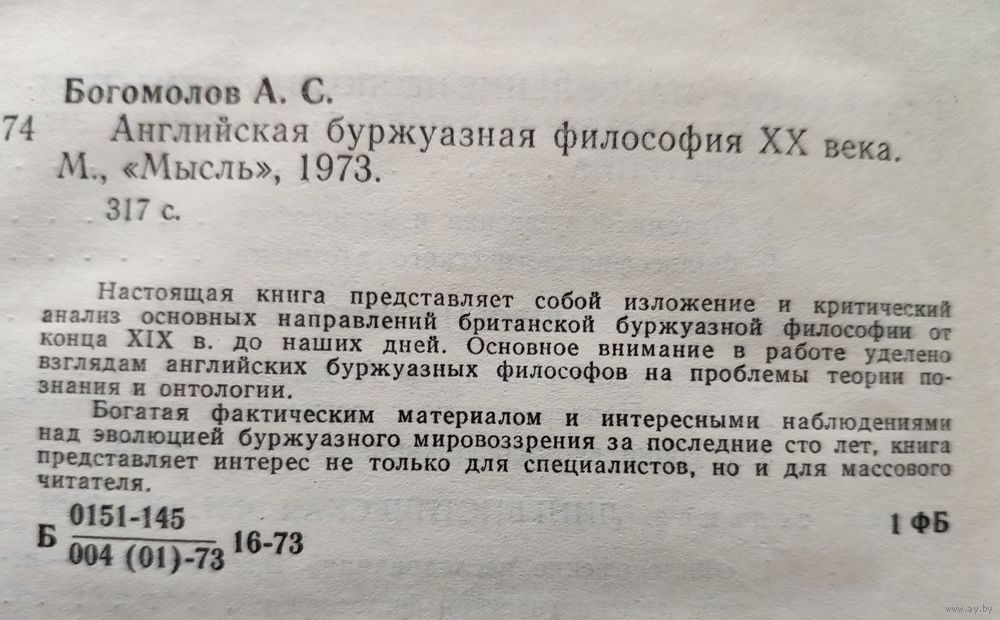 Богомолов А. С.
74 Английская буржуазная философия XX века.
М., «Мысль», 1973.
317 с.
Настоящая книга представляет собой изложение и критический
анализ основных направлений британской буржуазной философии от
конца XIX в. до наших дней. Основное внимание в работе уделено
взглядам английских буржуазных философов на проблемы теории по-
знания и онтологии.
Богатая фактическим материалом и интересными наблюдениями
над эволюцией буржуазного мировоззрения за последние сто лет, книга
представляет интерес не только для специалистов, но и для массового
читателя.
Б 0151-145
004 (01)-73 16-73
1 ФБ
www.ay.by